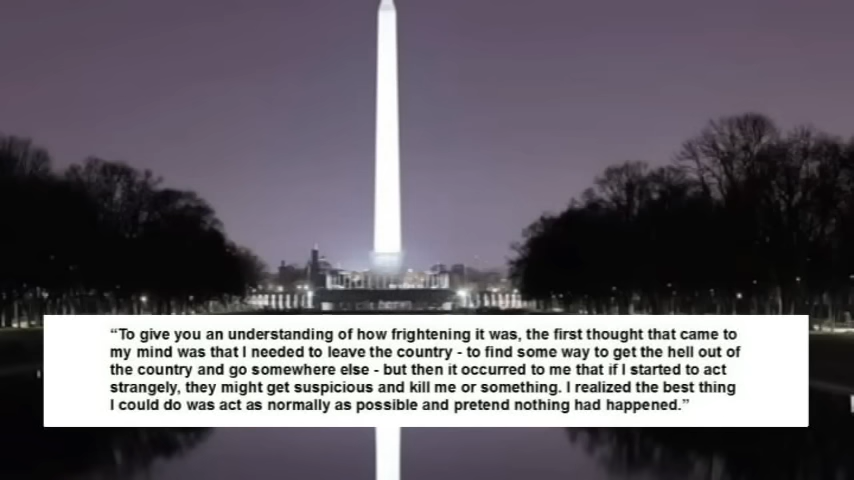 “To give you an understanding of how frightening it was, the first thought that came to
my mind was that I needed to leave the country - to find some way to get the hell out of
the country and go somewhere else - but then it occurred to me that if I started to act
strangely, they might get suspicious and kill me or something. I realized the best thing
I could do was act as normally as possible and pretend nothing had happened.”